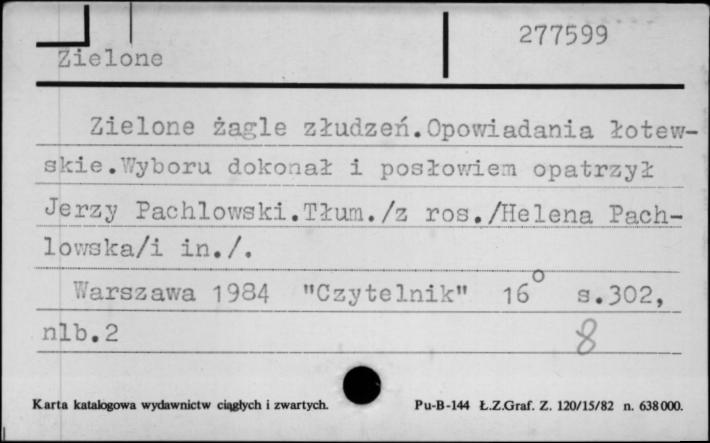 277599
Zielone
Zielone żagle złudzeń.Opowiadania łotew-
skie.Wyboru dokonał i posłowiem opatrzył
Jerzy Pachlowski.Tłum./z ros./Helena Pach-
lowska/i in./.
Warszawa 1984 "Czytelnik" 16° s.302,
nlb.2
8
Karta katalogowa wydawnictw ciągłych i zwartych. Pu-B-144 Ł.Z.Graf. Z. 120/15/82 n. 638000.